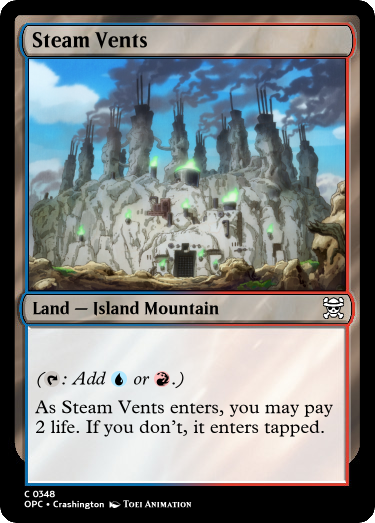 Steam Vents
Land — Island Mountain
(: Add or .)
As Steam Vents enters, you may pay
2 life. If you don't, it enters tapped.
C 0348
OPC • Crashington TOEI ANIMATION